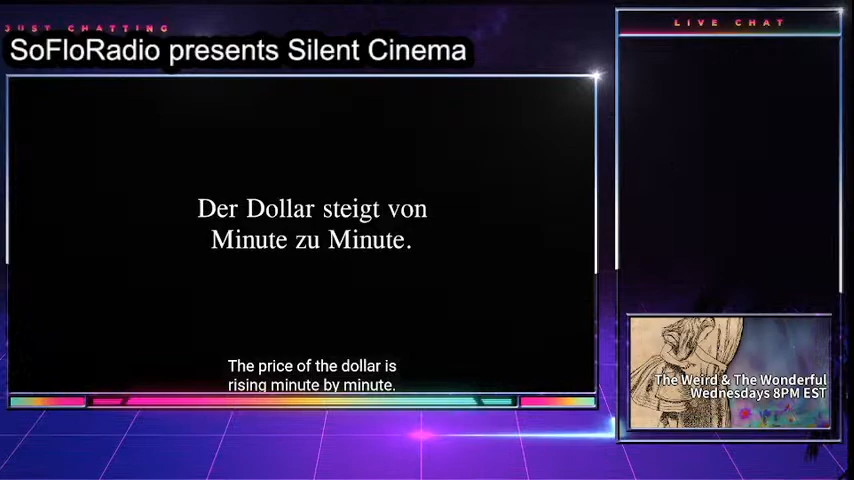 JUST CHATTING
SoFloRadio presents Silent Cinema
LIVE CHAT
Der Dollar steigt von
Minute zu Minute.
The price of the dollar is
rising minute by minute.
The Weird & The Wonderful
Wednesdays 8PM EST